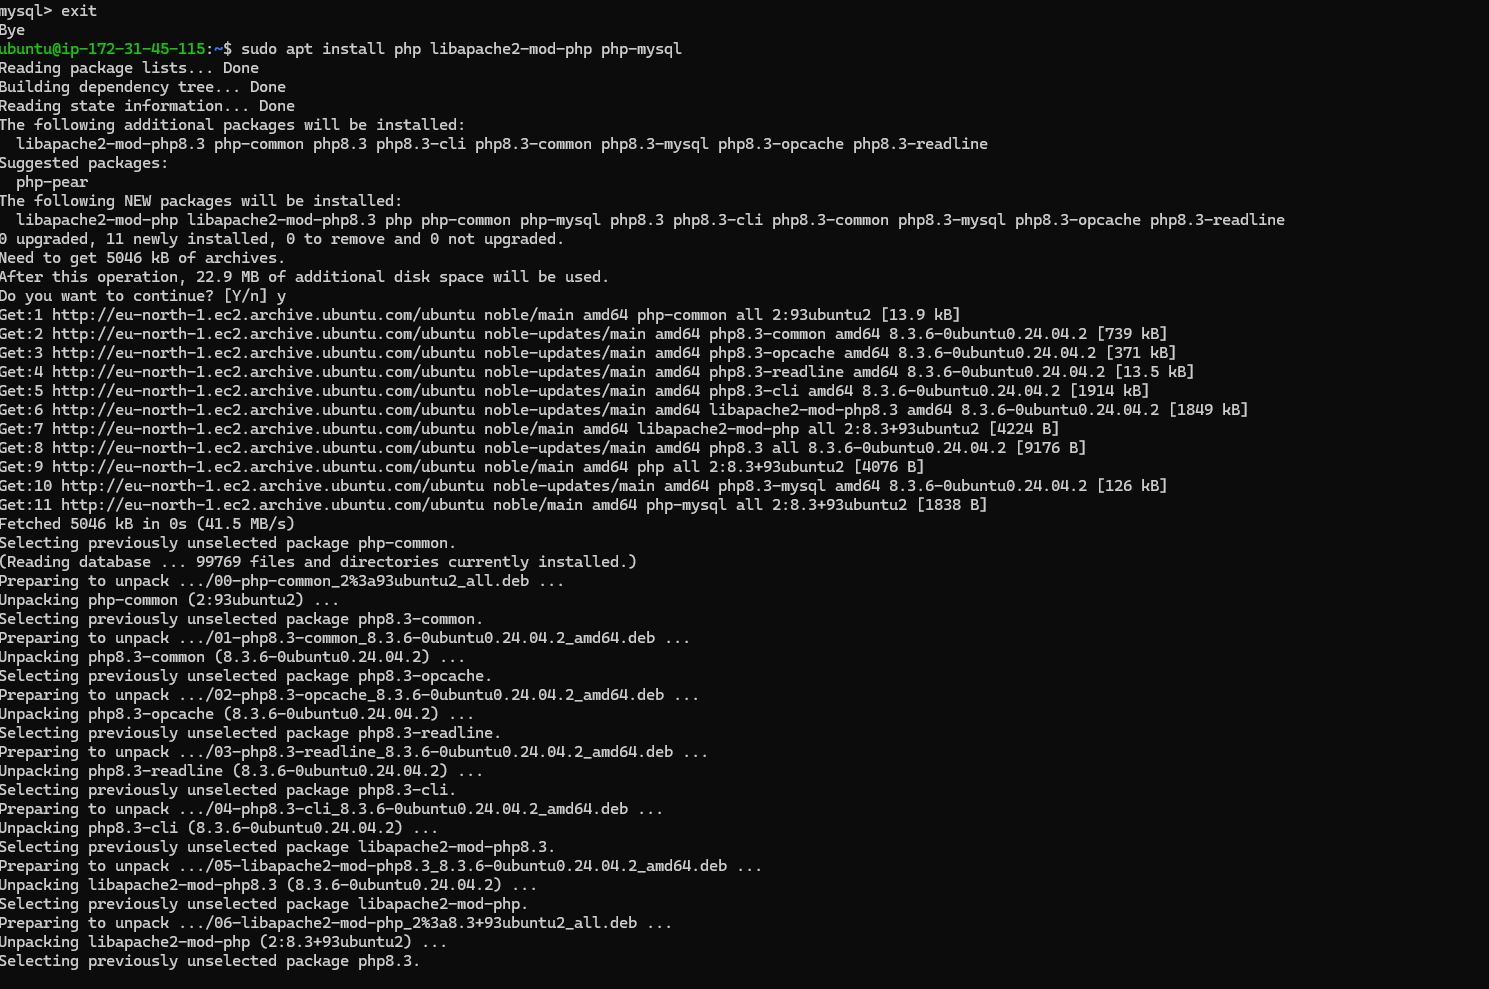 mysql> exit
Bye
ubuntu@ip-172-31-45-115:~$ sudo apt install php libapache2-mod-php php-mysql
Reading package lists... Done
Building dependency tree... Done
Reading state information... Done
The following additional packages will be installed:
  libapache2-mod-php8.3 php-common php8.3 php8.3-cli php8.3-common php8.3-mysql php8.3-opcache php8.3-readline
Suggested packages:
  php-pear
The following NEW packages will be installed:
  libapache2-mod-php libapache2-mod-php8.3 php php-common php-mysql php8.3 php8.3-cli php8.3-common php8.3-mysql php8.3-opcache php8.3-readline
0 upgraded, 11 newly installed, 0 to remove and 0 not upgraded.
Need to get 5046 kB of archives.
After this operation, 22.9 MB of additional disk space will be used.
Do you want to continue? [Y/n] y
Get:1 http://eu-north-1.ec2.archive.ubuntu.com/ubuntu noble/main amd64 php-common all 2:93ubuntu2 [13.9 kB]
Get:2 http://eu-north-1.ec2.archive.ubuntu.com/ubuntu noble-updates/main amd64 php8.3-common amd64 8.3.6-0ubuntu0.24.04.2 [739 kB]
Get:3 http://eu-north-1.ec2.archive.ubuntu.com/ubuntu noble-updates/main amd64 php8.3-opcache amd64 8.3.6-0ubuntu0.24.04.2 [371 kB]
Get:4 http://eu-north-1.ec2.archive.ubuntu.com/ubuntu noble-updates/main amd64 php8.3-readline amd64 8.3.6-0ubuntu0.24.04.2 [13.5 kB]
Get:5 http://eu-north-1.ec2.archive.ubuntu.com/ubuntu noble-updates/main amd64 php8.3-cli amd64 8.3.6-0ubuntu0.24.04.2 [1914 kB]
Get:6 http://eu-north-1.ec2.archive.ubuntu.com/ubuntu noble-updates/main amd64 libapache2-mod-php8.3 amd64 8.3.6-0ubuntu0.24.04.2 [1849 kB]
Get:7 http://eu-north-1.ec2.archive.ubuntu.com/ubuntu noble/main amd64 libapache2-mod-php all 2:8.3+93ubuntu2 [4224 B]
Get:8 http://eu-north-1.ec2.archive.ubuntu.com/ubuntu noble-updates/main amd64 php8.3 all 8.3.6-0ubuntu0.24.04.2 [9176 B]
Get:9 http://eu-north-1.ec2.archive.ubuntu.com/ubuntu noble/main amd64 php all 2:8.3+93ubuntu2 [4076 B]
Get:10 http://eu-north-1.ec2.archive.ubuntu.com/ubuntu noble-updates/main amd64 php8.3-mysql amd64 8.3.6-0ubuntu0.24.04.2 [126 kB]
Get:11 http://eu-north-1.ec2.archive.ubuntu.com/ubuntu noble/main amd64 php-mysql all 2:8.3+93ubuntu2 [1838 B]
Fetched 5046 kB in 0s (41.5 MB/s)
Selecting previously unselected package php-common.
(Reading database ... 99769 files and directories currently installed.)
Preparing to unpack .../00-php-common_2%3a93ubuntu2_all.deb ...
Unpacking php-common (2:93ubuntu2) ...
Selecting previously unselected package php8.3-common.
Preparing to unpack .../01-php8.3-common_8.3.6-0ubuntu0.24.04.2_amd64.deb ...
Unpacking php8.3-common (8.3.6-0ubuntu0.24.04.2) ...
Selecting previously unselected package php8.3-opcache.
Preparing to unpack .../02-php8.3-opcache_8.3.6-0ubuntu0.24.04.2_amd64.deb ...
Unpacking php8.3-opcache (8.3.6-0ubuntu0.24.04.2) ...
Selecting previously unselected package php8.3-readline.
Preparing to unpack .../03-php8.3-readline_8.3.6-0ubuntu0.24.04.2_amd64.deb ...
Unpacking php8.3-readline (8.3.6-0ubuntu0.24.04.2) ...
Selecting previously unselected package php8.3-cli.
Preparing to unpack .../04-php8.3-cli_8.3.6-0ubuntu0.24.04.2_amd64.deb ...
Unpacking php8.3-cli (8.3.6-0ubuntu0.24.04.2) ...
Selecting previously unselected package libapache2-mod-php8.3.
Preparing to unpack .../05-libapache2-mod-php8.3_8.3.6-0ubuntu0.24.04.2_amd64.deb ...
Unpacking libapache2-mod-php8.3 (8.3.6-0ubuntu0.24.04.2) ...
Selecting previously unselected package libapache2-mod-php.
Preparing to unpack .../06-libapache2-mod-php_2%3a8.3+93ubuntu2_all.deb ...
Unpacking libapache2-mod-php (2:8.3+93ubuntu2) ...
Selecting previously unselected package php8.3.